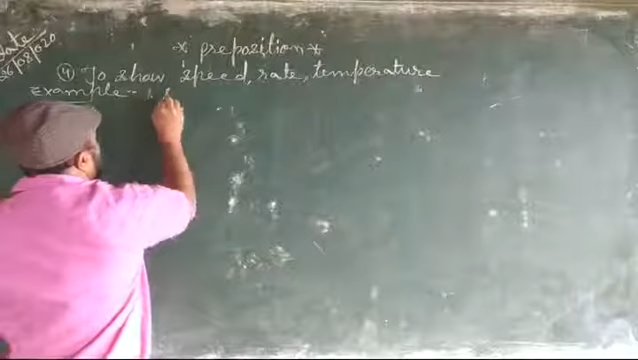 Date
26/08/020
* preposition *
(4) To show speed, rate, temperature
Example -